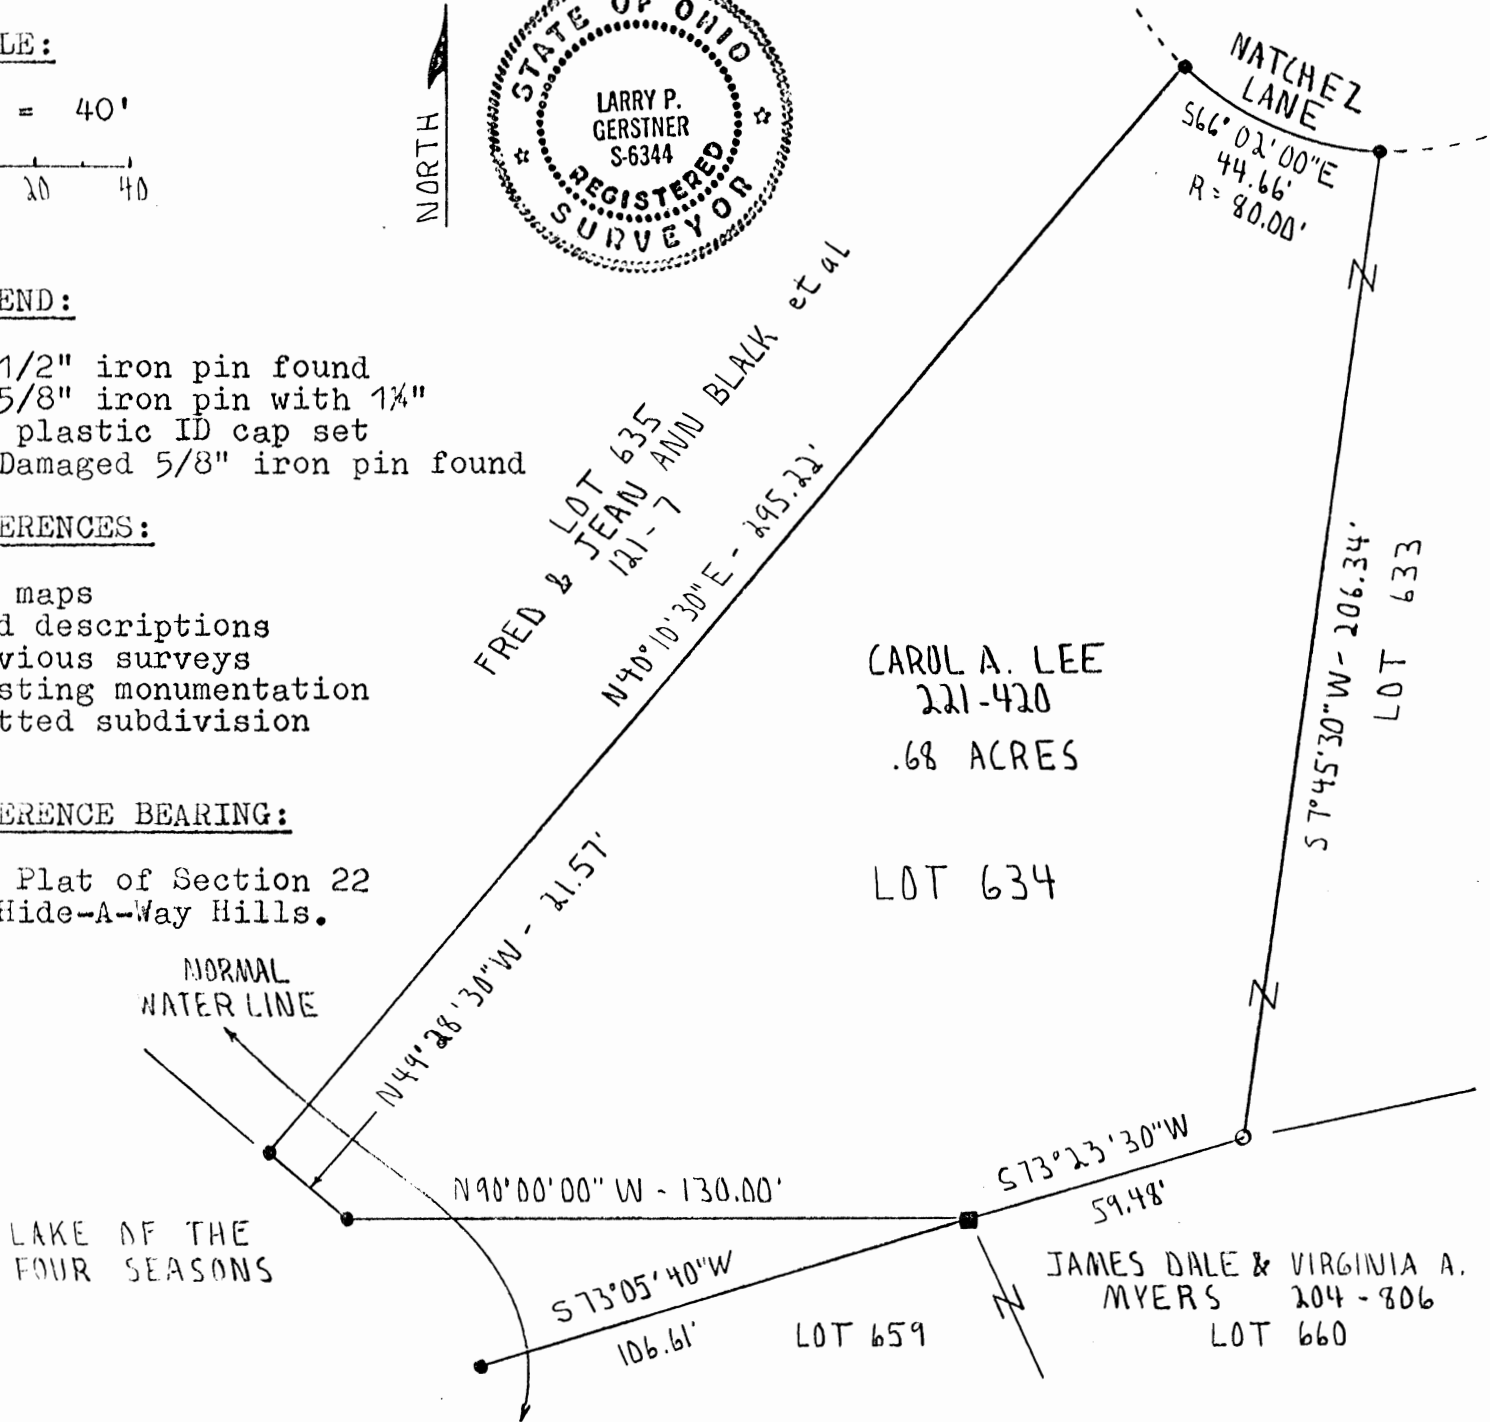 LE:
= 40'
20 40
NORTH
STATE OF OHIO
LARRY P.
GERSTNER
S-6344
REGISTERED
SURVEYOR
END:
1/2" iron pin found
5/8" iron pin with 1¼"
plastic ID cap set
Damaged 5/8" iron pin found
ERENCES:
maps
d descriptions
vious surveys
sting monumentation
tted subdivision
ERENCE BEARING:
Plat of Section 22
Hide-A-Way Hills.
NATCHEZ
LANE
S66°02'00"E
44.66'
R = 80.00'
LOT 635
FRED & JEAN ANN BLACK et al
121-7
N40°10'30"E - 295.22'
CAROL A. LEE
221-420
.68 ACRES
LOT 634
S7°45'30"W - 206.34'
LOT 633
NORMAL
WATER LINE
N49°28'30"W - 21.57'
N90°00'00"W - 130.00'
S73°23'30"W
59.48'
LAKE OF THE
FOUR SEASONS
S73°05'40"W
106.61'
LOT 659
JAMES DALE & VIRGINIA A.
MYERS 204-806
LOT 660